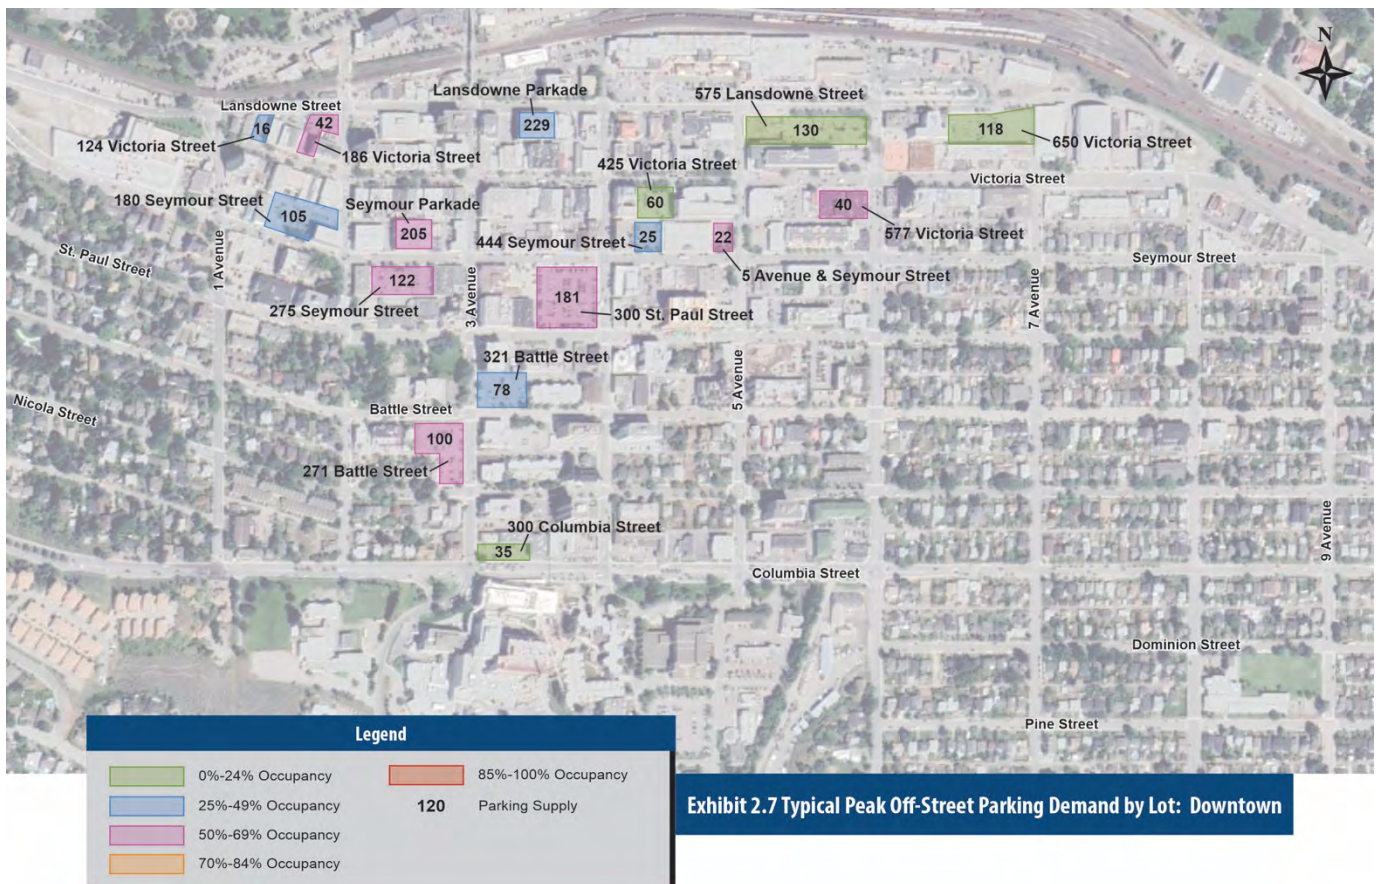 N
Lansdowne Parkade
575 Lansdowne Street
Lansdowne Street
42
16
229
130
118
124 Victoria Street
186 Victoria Street
650 Victoria Street
425 Victoria Street
Victoria Street
180 Seymour Street
Seymour Parkade
60
40
105
205
25
22
577 Victoria Street
444 Seymour Street
St. Paul Street
1 Avenue
5 Avenue & Seymour Street
Seymour Street
122
3 Avenue
181
7 Avenue
275 Seymour Street
300 St. Paul Street
321 Battle Street
78
5 Avenue
Nicola Street
Battle Street
100
271 Battle Street
300 Columbia Street
35
9 Avenue
Columbia Street
Dominion Street
Pine Street
Legend
0%-24% Occupancy
85%-100% Occupancy
25%-49% Occupancy
120 Parking Supply
50%-69% Occupancy
70%-84% Occupancy
Exhibit 2.7 Typical Peak Off-Street Parking Demand by Lot: Downtown